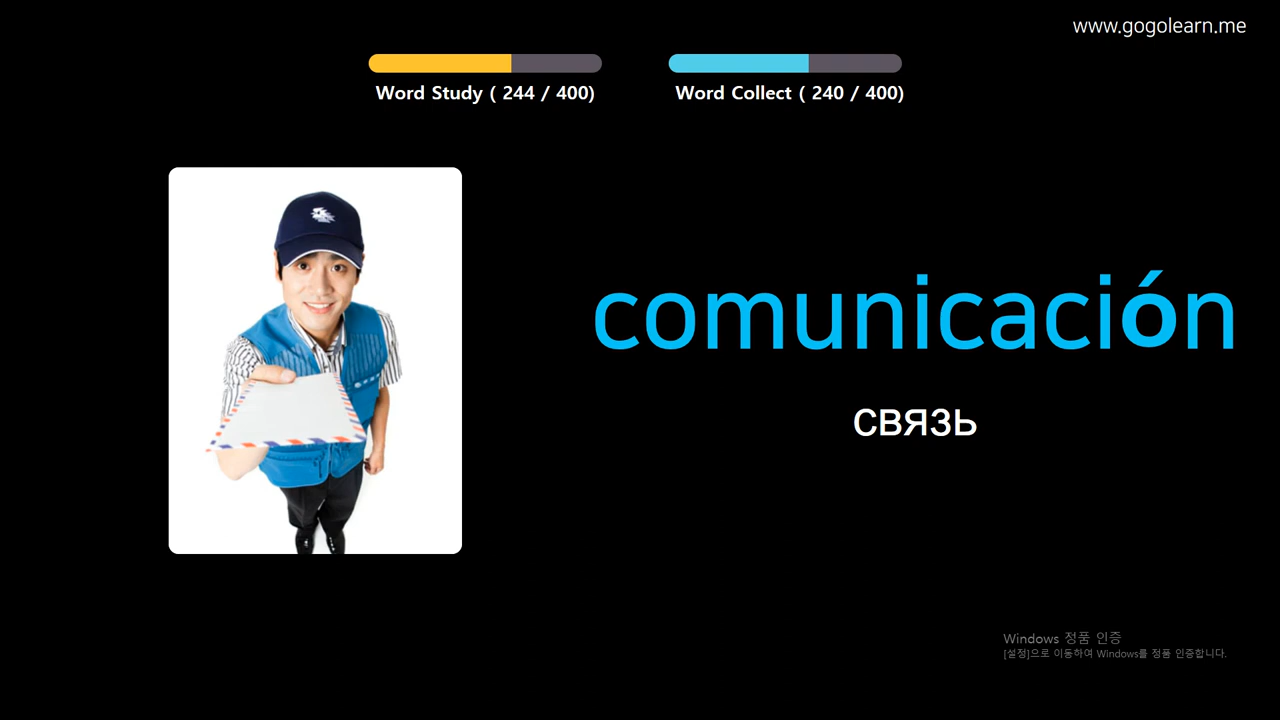 www.gogolearn.me
Word Study ( 244 / 400)
Word Collect ( 240 / 400)
comunicación
связь
Windows 정품 인증
[설정]으로 이동하여 Windows를 정품 인증합니다.